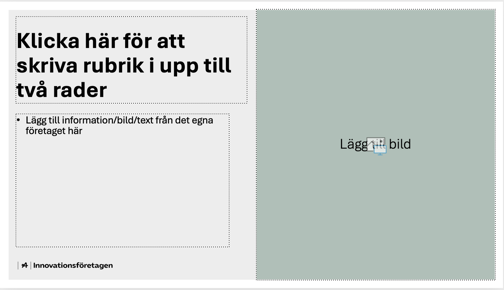 Klicka här för att
skriva rubrik i upp till
två rader
• Lägg till information/bild/text från det egna
företaget här
Lägg till bild
Innovationsföretagen